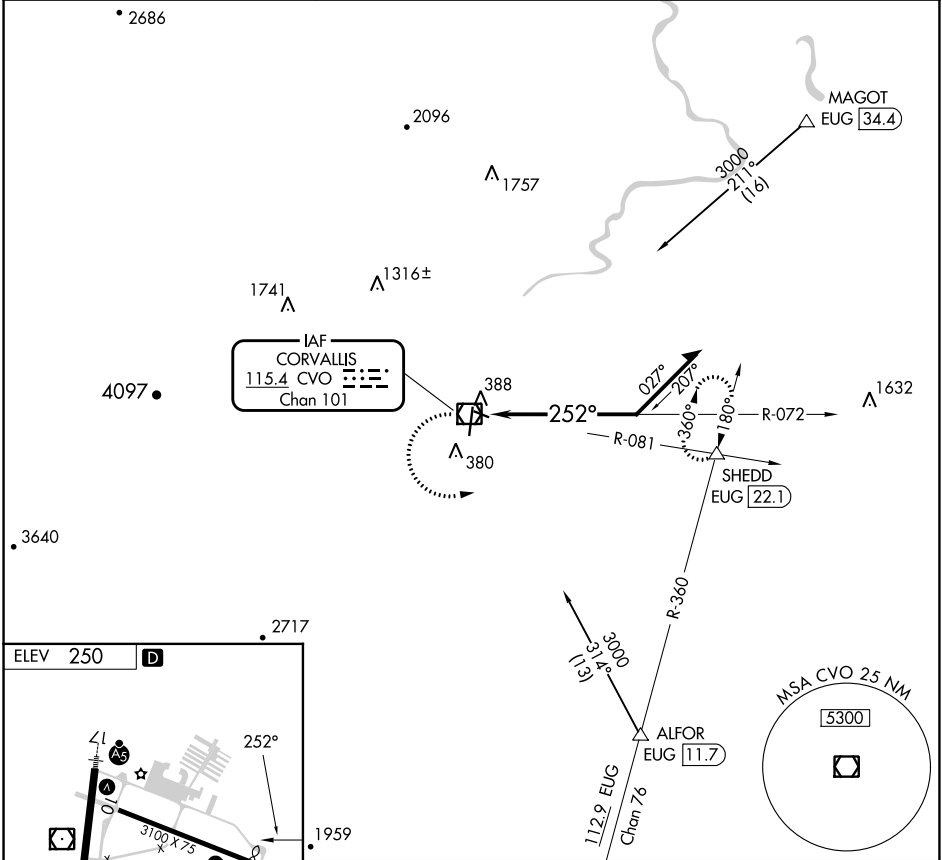 2686
2096
1757
MAGOT
EUG 34.4
3000
211°
(16)
1316±
1741
IAF
CORVALLIS
115.4 CVO
Chan 101
4097
388
380
252°
027°
207°
360°
180°
R-072
R-081
1632
SHEDD
EUG 22.1
R-360
3640
2717
3000
314°
(13)
ALFOR
EUG 11.7
112.9 EUG
Chan 76
MSA CVO 25 NM
5300
ELEV 250 D
17
A5
V
10
3100 X 75
252°
1959